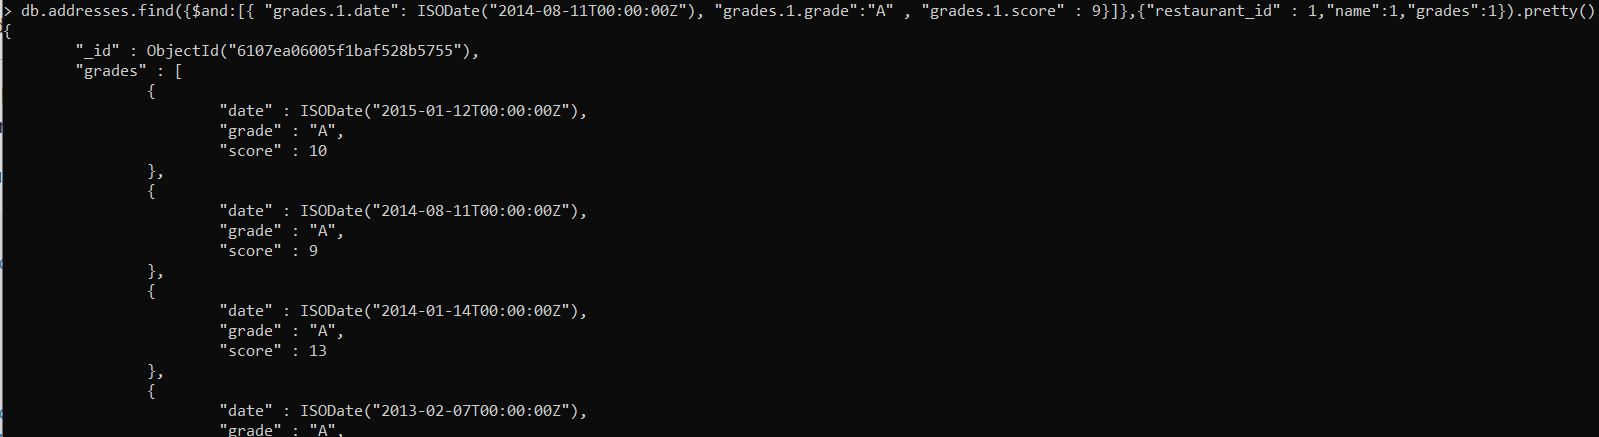 > db.addresses.find({$and:[{ "grades.1.date": ISODate("2014-08-11T00:00:00Z"), "grades.1.grade":"A" , "grades.1.score" : 9}]},{"restaurant_id" : 1,"name":1,"grades":1}).pretty()
{
"_id" : ObjectId("6107ea06005f1baf528b5755"),
"grades" : [
{
"date" : ISODate("2015-01-12T00:00:00Z"),
"grade" : "A",
"score" : 10
},
{
"date" : ISODate("2014-08-11T00:00:00Z"),
"grade" : "A",
"score" : 9
},
{
"date" : ISODate("2014-01-14T00:00:00Z"),
"grade" : "A",
"score" : 13
},
{
"date" : ISODate("2013-02-07T00:00:00Z"),
"grade" : "A",